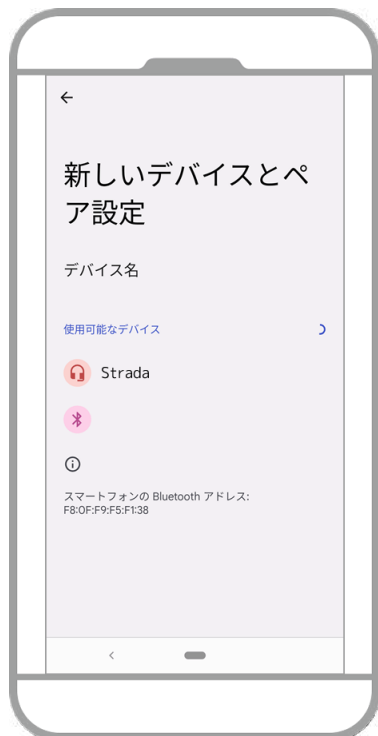 新しいデバイスとペ
ア設定
デバイス名
使用可能なデバイス
Strada
スマートフォンの Bluetooth アドレス:
F8:0F:F9:F5:F1:38